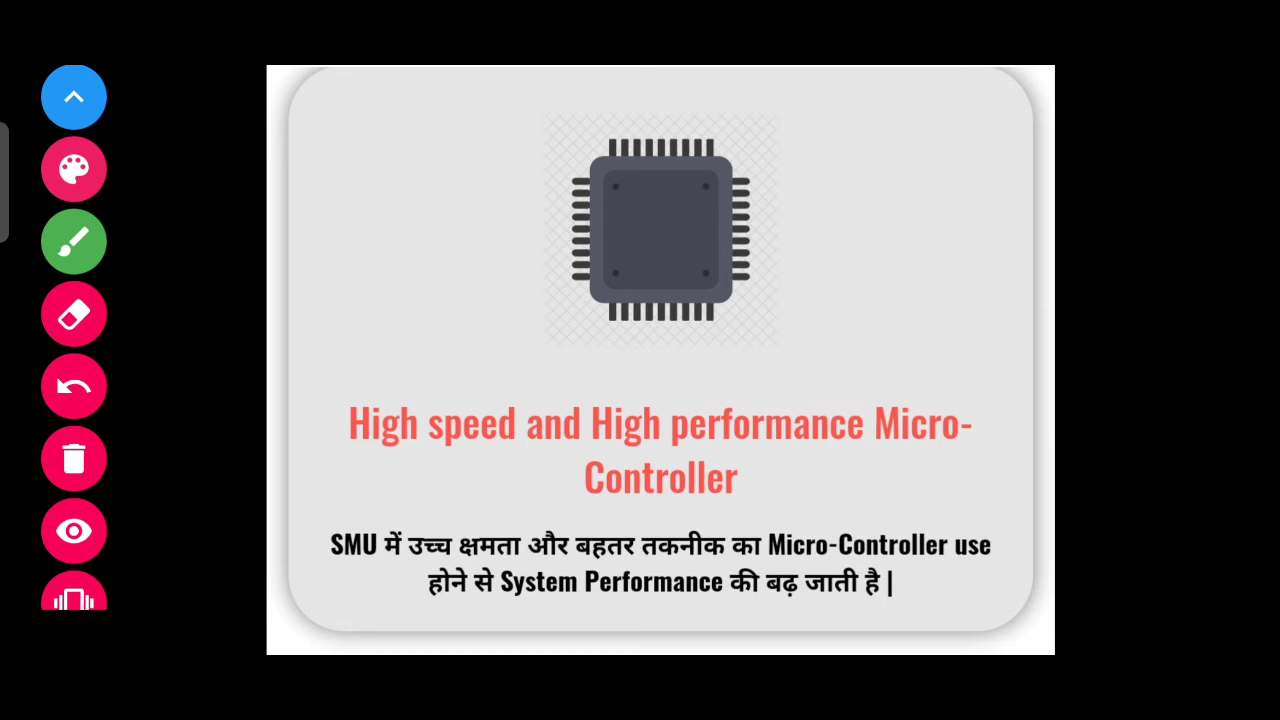 High speed and High performance Micro-
Controller
SMU में उच्च क्षमता और बहतर तकनीक का Micro-Controller use
होने से System Performance की बढ़ जाती है |